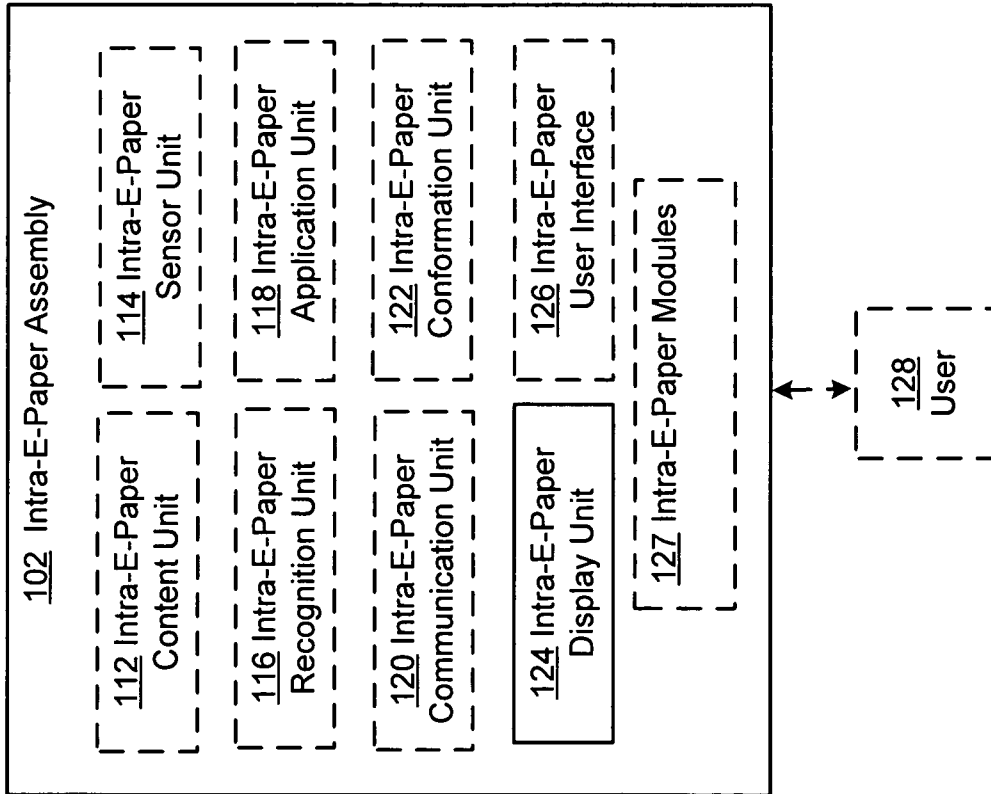 102 Intra-E-Paper Assembly
112 Intra-E-Paper
Content Unit
114 Intra-E-Paper
Sensor Unit
116 Intra-E-Paper
Recognition Unit
118 Intra-E-Paper
Application Unit
120 Intra-E-Paper
Communication Unit
122 Intra-E-Paper
Conformation Unit
124 Intra-E-Paper
Display Unit
126 Intra-E-Paper
User Interface
127 Intra-E-Paper Modules
128
User